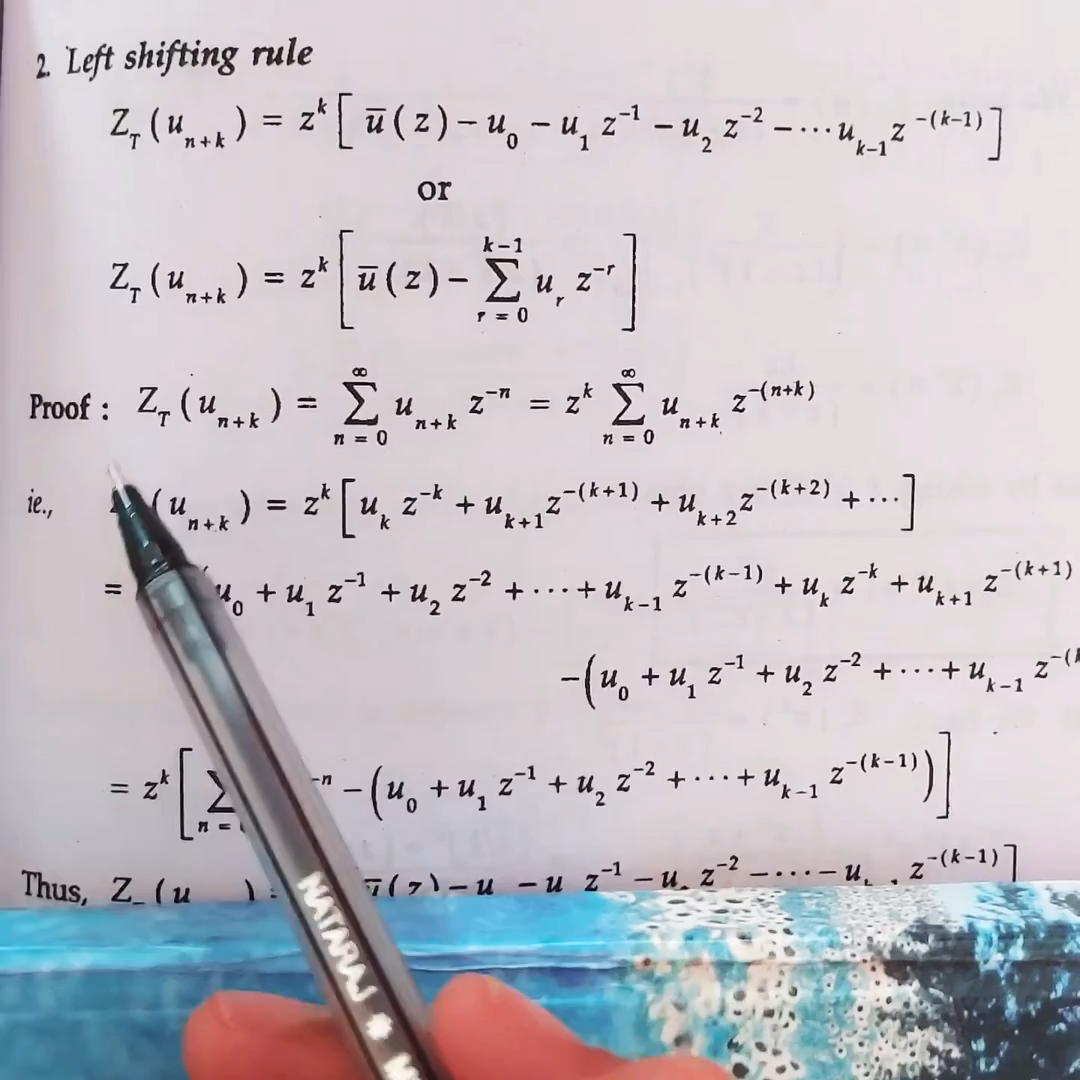 2. Left shifting rule
Z_T (u_{n+k}) = z^k [ ū(z) − u_0 − u_1 z^{−1} − u_2 z^{−2} − ⋯ u_{k−1} z^{−(k−1)} ]
or
Z_T (u_{n+k}) = z^k [ ū(z) − ∑_{r = 0}^{k−1} u_r z^{−r} ]
Proof : Z_T (u_{n+k}) = ∑_{n = 0}^{∞} u_{n+k} z^{−n} = z^k ∑_{n = 0}^{∞} u_{n+k} z^{−(n+k)}
ie., (u_{n+k}) = z^k [ u_k z^{−k} + u_{k+1} z^{−(k+1)} + u_{k+2} z^{−(k+2)} + ⋯ ]
= u_0 + u_1 z^{−1} + u_2 z^{−2} + ⋯ + u_{k−1} z^{−(k−1)} + u_k z^{−k} + u_{k+1} z^{−(k+1)}
−( u_0 + u_1 z^{−1} + u_2 z^{−2} + ⋯ + u_{k−1} z
= z^k [ ∑_{n = −n − ( u_0 + u_1 z^{−1} + u_2 z^{−2} + ⋯ + u_{k−1} z^{−(k−1)} ) ]
Thus, Z (u ) (z) − u − u z^{−1} − u z^{−2} − ⋯ − u z^{−(k−1)} ]
NATARAJ